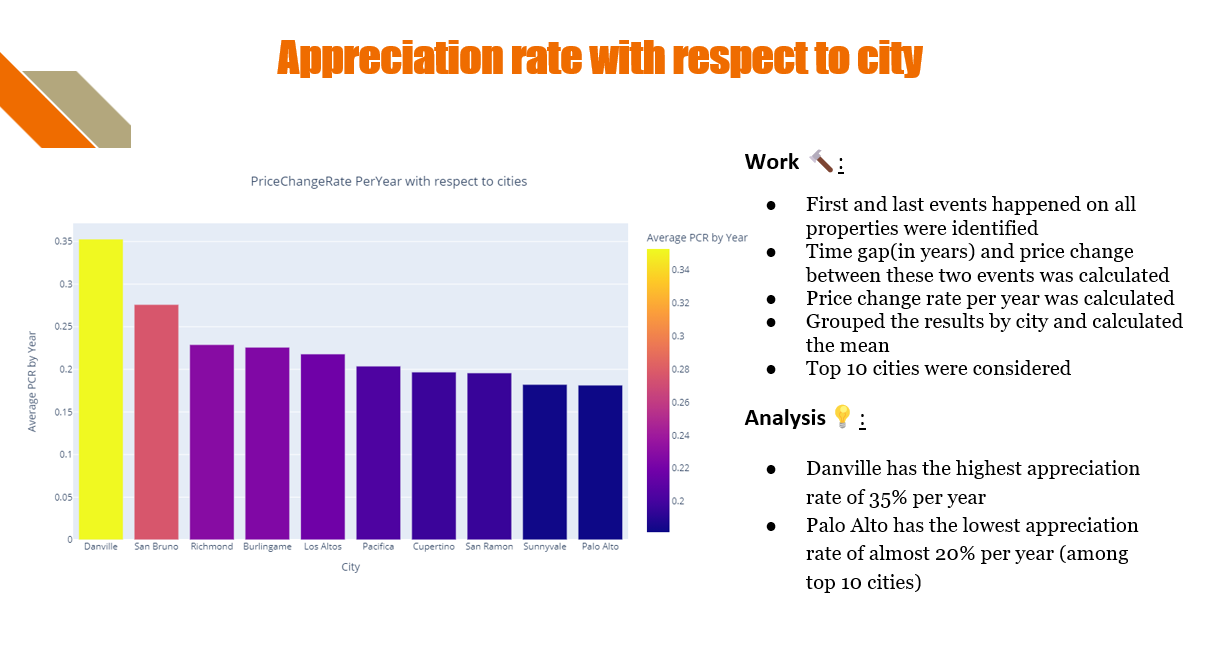 Appreciation rate with respect to city
PriceChangeRate PerYear with respect to cities
Average PCR by Year
0.35
0.3
0.25
0.2
0.15
0.1
0.05
0
Danville San Bruno Richmond Burlingame Los Altos Pacifica Cupertino San Ramon Sunnyvale Palo Alto
City
Average PCR by Year
0.34
0.32
0.3
0.28
0.26
0.24
0.22
0.2
Work 🔨 :
● First and last events happened on all
properties were identified
● Time gap(in years) and price change
between these two events was calculated
● Price change rate per year was calculated
● Grouped the results by city and calculated
the mean
● Top 10 cities were considered
Analysis 💡 :
● Danville has the highest appreciation
rate of 35% per year
● Palo Alto has the lowest appreciation
rate of almost 20% per year (among
top 10 cities)